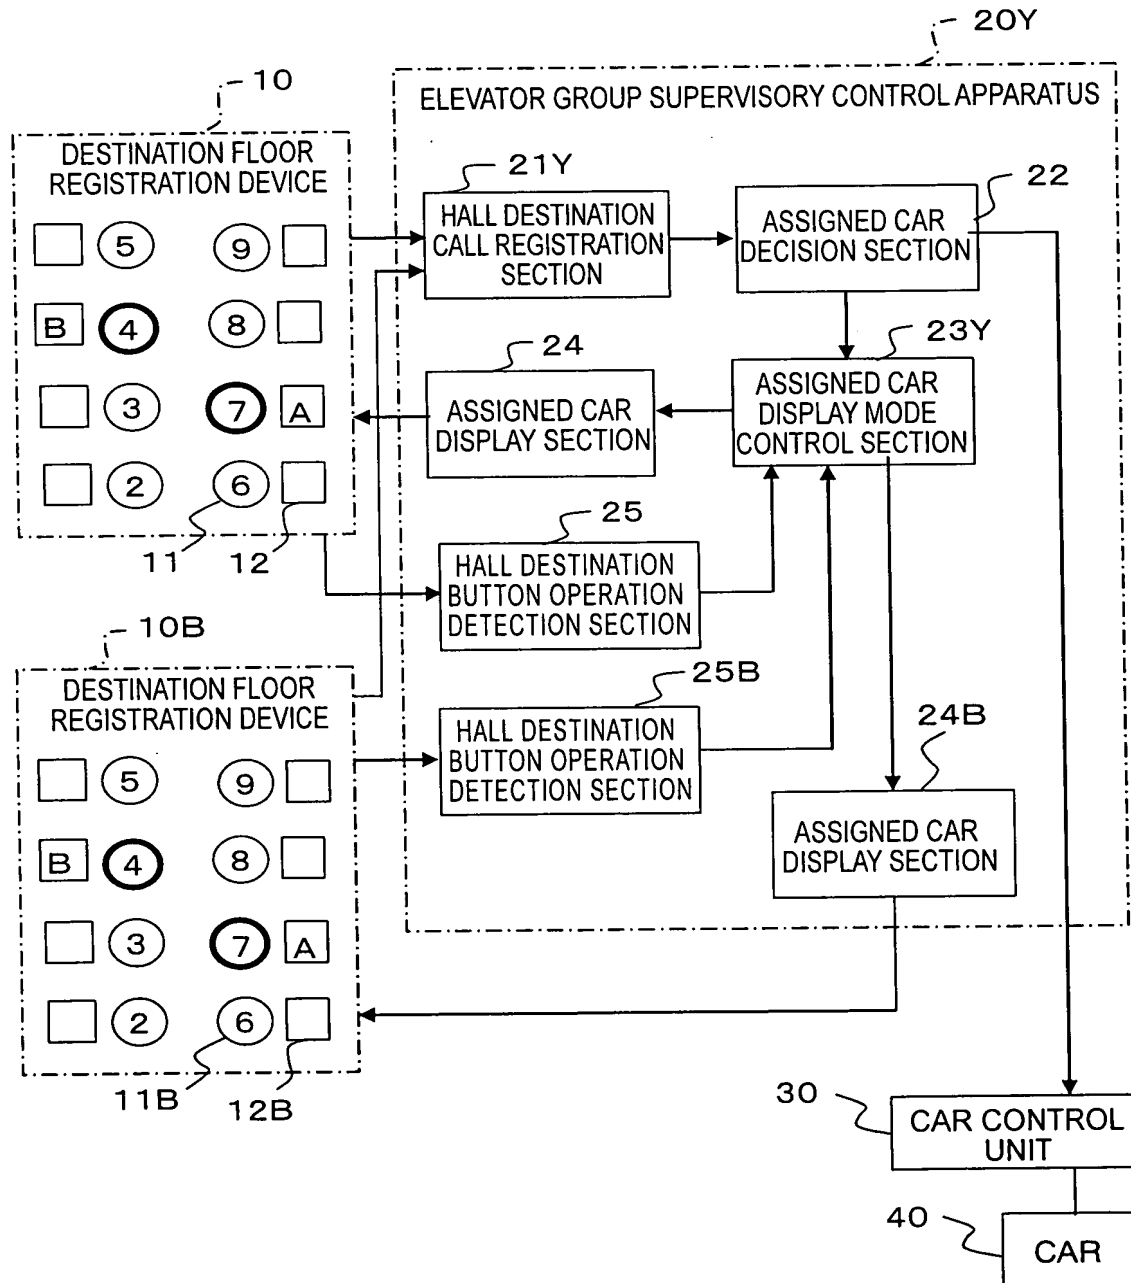 20Y
10
ELEVATOR GROUP SUPERVISORY CONTROL APPARATUS
DESTINATION FLOOR
REGISTRATION DEVICE
5 9
B 4 8
3 7 A
2 6
11 12
21Y
HALL DESTINATION
CALL REGISTRATION
SECTION
22
ASSIGNED CAR
DECISION SECTION
24
ASSIGNED CAR
DISPLAY SECTION
23Y
ASSIGNED CAR
DISPLAY MODE
CONTROL SECTION
25
HALL DESTINATION
BUTTON OPERATION
DETECTION SECTION
10B
DESTINATION FLOOR
REGISTRATION DEVICE
5 9
B 4 8
3 7 A
2 6
11B 12B
25B
HALL DESTINATION
BUTTON OPERATION
DETECTION SECTION
24B
ASSIGNED CAR
DISPLAY SECTION
30
CAR CONTROL
UNIT
40
CAR